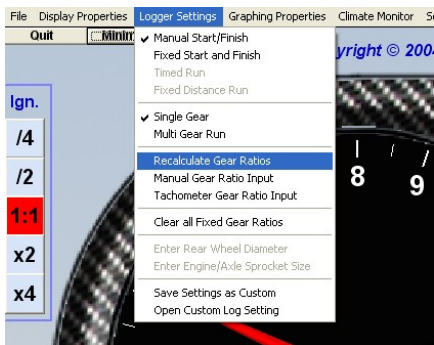 File Display Properties Logger Settings Graphing Properties Climate Monitor
Quit
Manual Start/Finish
Fixed Start and Finish
yright © 200
Timed Run
Fixed Distance Run
Ign.
Single Gear
Multi Gear Run
/4
Recalculate Gear Ratios
8
9
Manual Gear Ratio Input
/2
Tachometer Gear Ratio Input
1:1
Clear all Fixed Gear Ratios
x2
Enter Rear Wheel Diameter
Enter Engine/Axle Sprocket Size
x4
Save Settings as Custom
Open Custom Log Setting